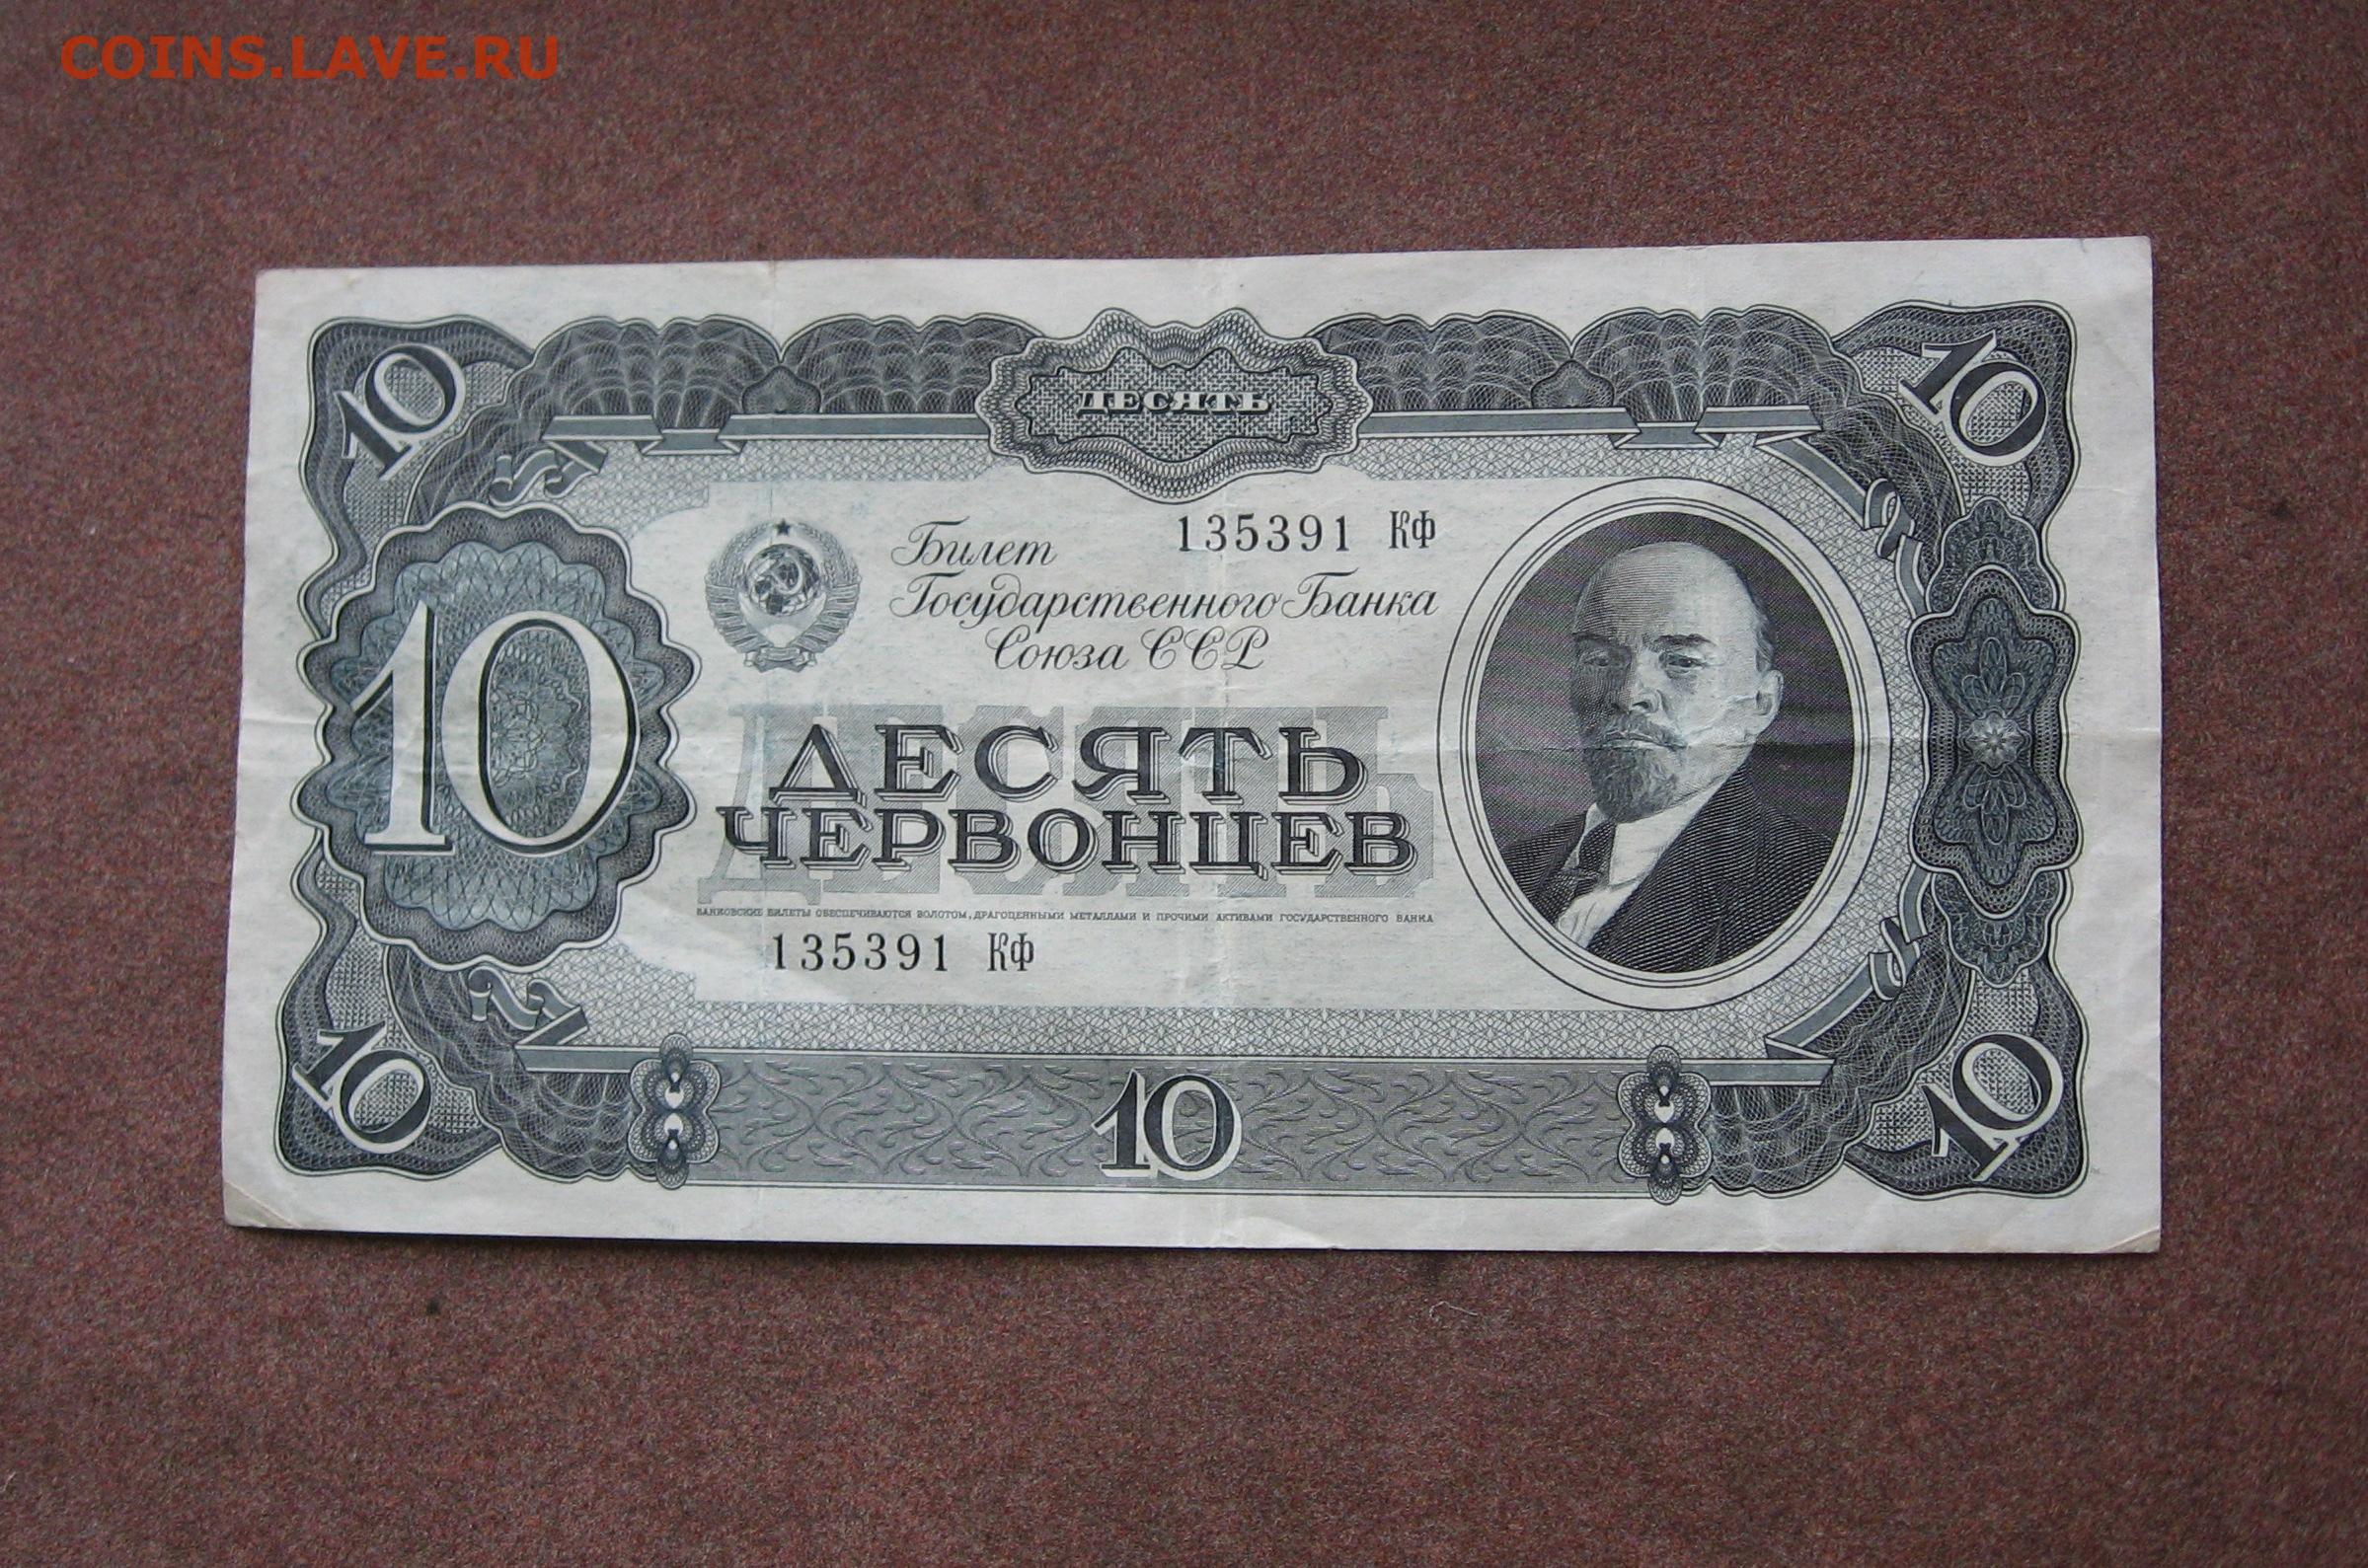 COINS.LAVE.RU
10
10
ДЕСЯТЬ
135391 КФ
Билет
Государственного Банка
Союза ССР
10
ДЕСЯТЬ
ДЕСЯТЬ
ЧЕРВОНЦЕВ
БАНКОВСКИЕ БИЛЕТЫ ОБЕСПЕЧИВАЮТСЯ ЗОЛОТОМ, ДРАГОЦЕННЫМИ МЕТАЛЛАМИ И ПРОЧИМИ АКТИВАМИ ГОСУДАРСТВЕННОГО БАНКА
135391 КФ
10
10
10